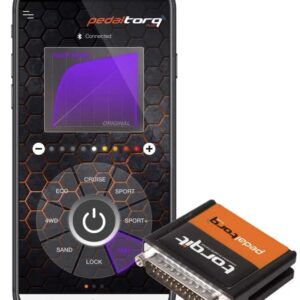 pedaltorq
Connected
ORIGINAL
CRUISE
ECO
SPORT
4WD
SPORT+
SAND
LOCK
torqit
pedaltorq